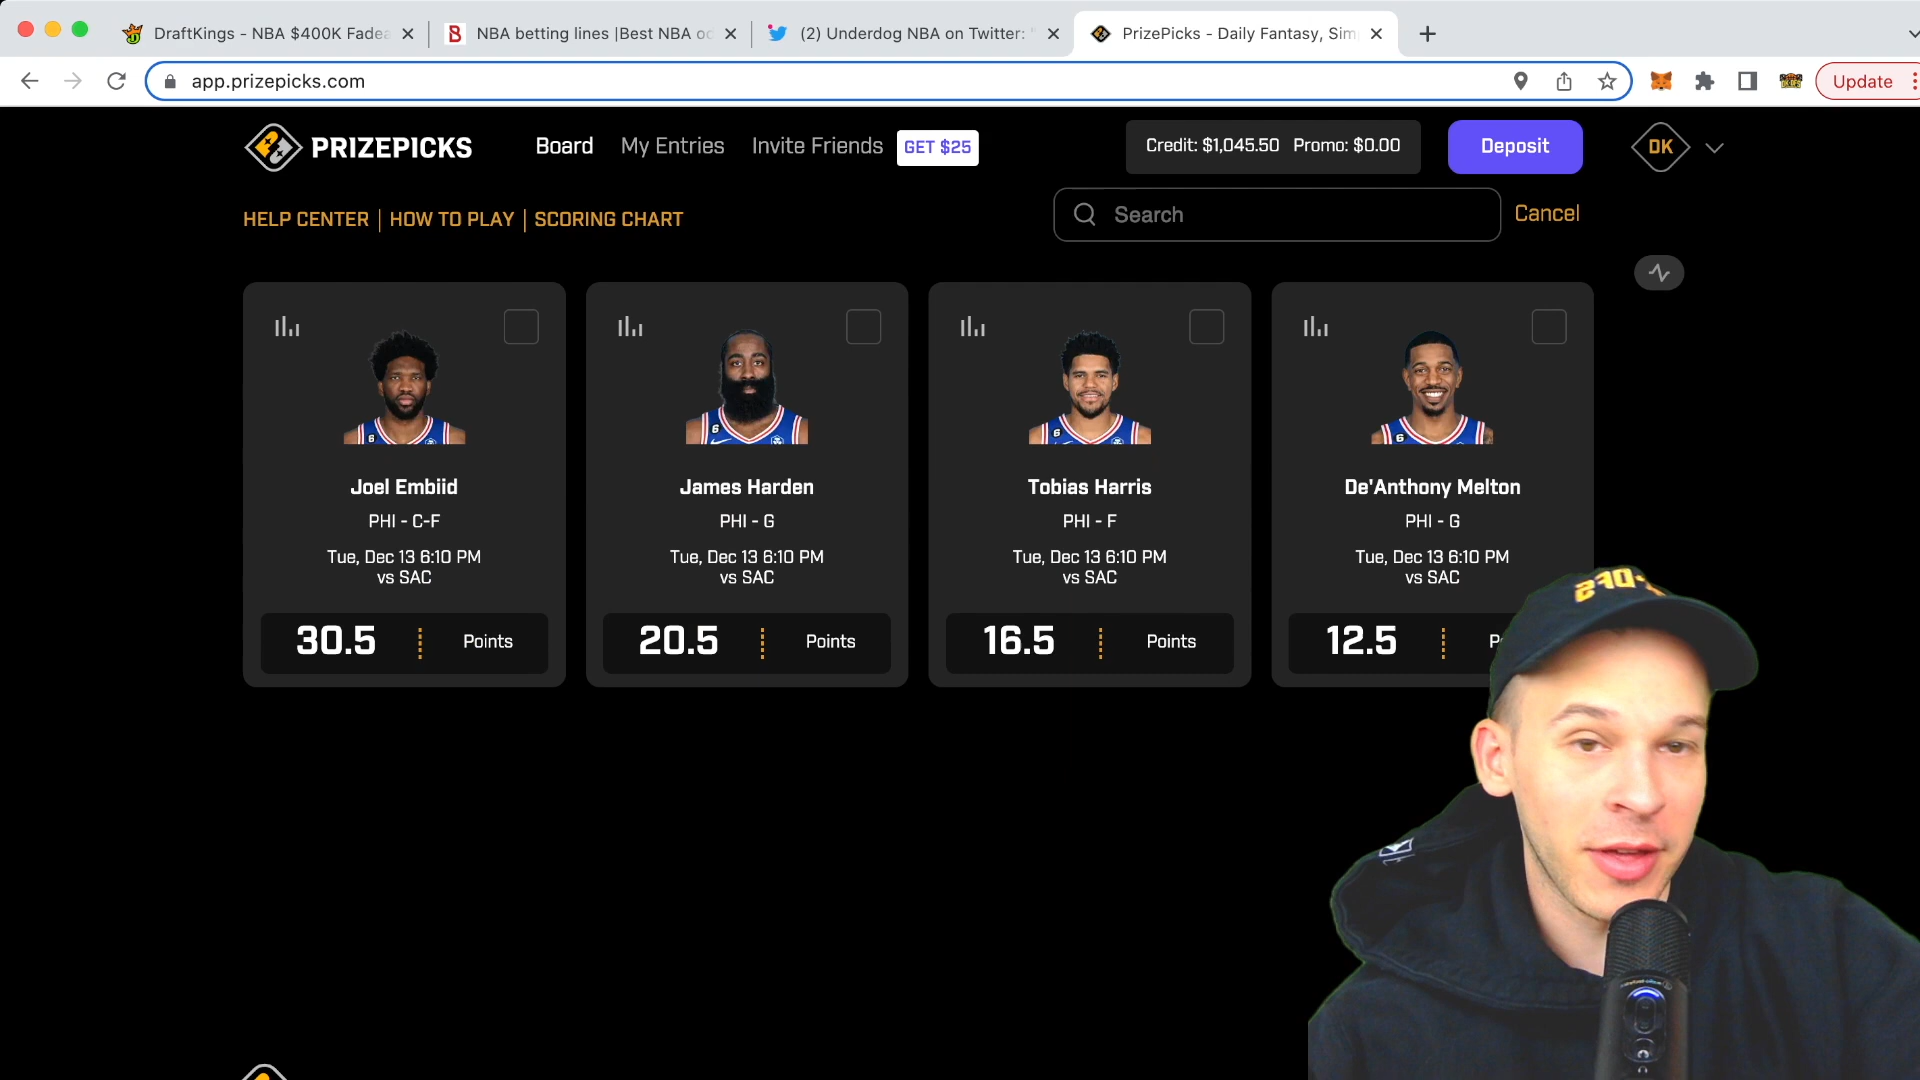 DraftKings - NBA $400K Fadea
NBA betting lines |Best NBA od
(2) Underdog NBA on Twitter: "
PrizePicks - Daily Fantasy, Sim
app.prizepicks.com
Update
PRIZEPICKS
Board
My Entries
Invite Friends
GET $25
Credit: $1,045.50 Promo: $0.00
Deposit
DK
HELP CENTER | HOW TO PLAY | SCORING CHART
Search
Cancel
Joel Embiid
PHI - C-F
Tue, Dec 13 6:10 PM
vs SAC
30.5
Points
James Harden
PHI - G
Tue, Dec 13 6:10 PM
vs SAC
20.5
Points
Tobias Harris
PHI - F
Tue, Dec 13 6:10 PM
vs SAC
16.5
Points
De'Anthony Melton
PHI - G
Tue, Dec 13 6:10 PM
vs SAC
12.5